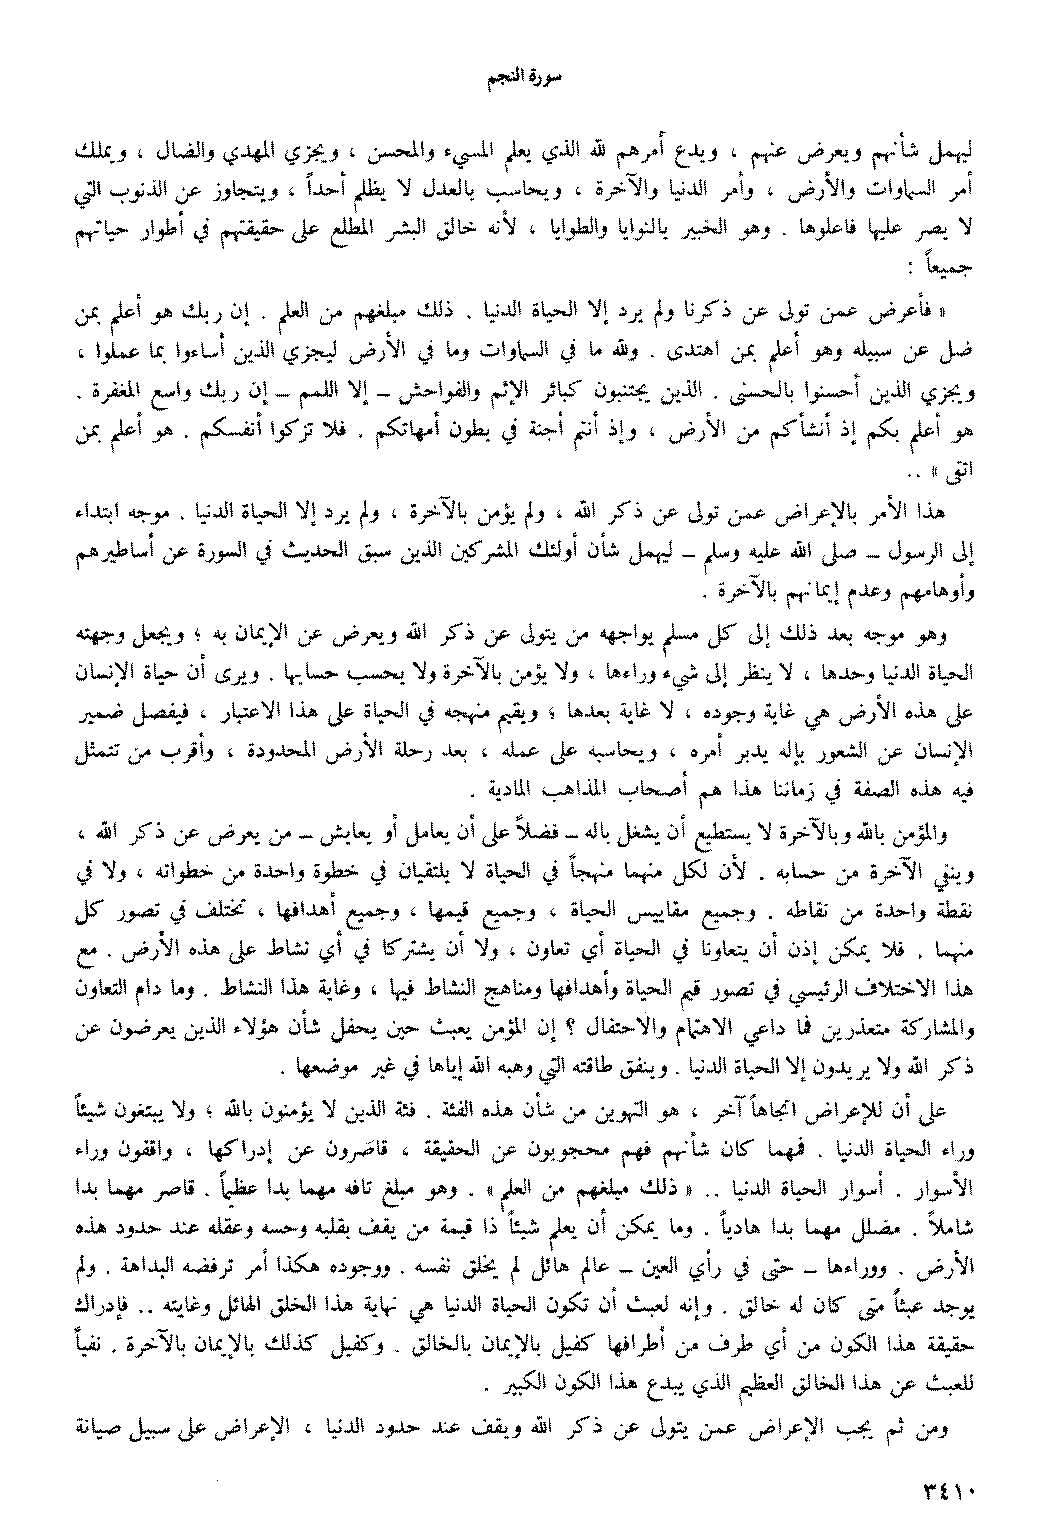 سورة النجم
ليهمل شأنهم ويعرض عنهم ، ويدع أمرهم لله الذي يعلم المسيء والمحسن ، ويجزي المهدي والضال ، ويملك
أمر السماوات والأرض ، وأمر الدنيا والآخرة ، ويحاسب بالعدل لا يظلم أحداً ، ويتجاوز عن الذنوب التي
لا يصر عليها فاعلوها . وهو الخبير بالنوايا والطوايا ، لأنه خالق البشر المطلع على حقيقتهم في أطوار حياتهم
جميعاً :
« فأعرض عمن تولى عن ذكرنا ولم يرد إلا الحياة الدنيا . ذلك مبلغهم من العلم . إن ربك هو أعلم بمن
ضل عن سبيله وهو أعلم بمن اهتدى . ولله ما في السماوات وما في الأرض ليجزي الذين أساءوا بما عملوا ،
ويجزي الذين أحسنوا بالحسنى . الذين يجتنبون كبائر الإثم والفواحش – إلا اللمم – إن ربك واسع المغفرة .
هو أعلم بكم إذ أنشأكم من الأرض ، وإذ أنتم أجنة في بطون أمهاتكم . فلا تزكوا أنفسكم . هو أعلم بمن
اتقى » ..
هذا الأمر بالإعراض عمن تولى عن ذكر الله ، ولم يؤمن بالآخرة ، ولم يرد إلا الحياة الدنيا . موجه ابتداء
إلى الرسول – صلى الله عليه وسلم – ليهمل شأن أولئك المشركين الذين سبق الحديث في السورة عن أساطيرهم
وأوهامهم وعدم إيمانهم بالآخرة .
وهو موجه بعد ذلك إلى كل مسلم يواجهه من يتولى عن ذكر الله ويعرض عن الإيمان به ؛ ويجعل وجهته
الحياة الدنيا وحدها ، لا ينظر إلى شيء وراءها ، ولا يؤمن بالآخرة ولا يحسب حسابها . ويرى أن حياة الإنسان
على هذه الأرض هي غاية وجوده ، لا غاية بعدها ؛ ويقيم منهجه في الحياة على هذا الاعتبار ، فيفصل ضمير
الإنسان عن الشعور بإله يدبر أمره ، ويحاسبه على عمله ، بعد رحلة الأرض المحدودة ، وأقرب من تتمثل
فيه هذه الصفة في زماننا هذا هم أصحاب المذاهب المادية .
والمؤمن بالله وبالآخرة لا يستطيع أن يشغل باله – فضلاً على أن يعامل أو يعايش – من يعرض عن ذكر الله ،
وينفي الآخرة من حسابه . لأن لكل منهما منهجاً في الحياة لا يلتقيان في خطوة واحدة من خطواته ، ولا في
نقطة واحدة من نقاطه . وجميع مقاييس الحياة ، وجميع قيمها ، وجميع أهدافها ، تختلف في تصور كل
منهما . فلا يمكن إذن أن يتعاونا في الحياة أي تعاون ، ولا أن يشتركا في أي نشاط على هذه الأرض . مع
هذا الاختلاف الرئيسي في تصور قيم الحياة وأهدافها ومناهج النشاط فيها ، وغاية هذا النشاط . وما دام التعاون
والمشاركة متعذرين فما داعي الاهتمام والاحتفال ؟ إن المؤمن يعبث حين يحفل شأن هؤلاء الذين يعرضون عن
ذكر الله ولا يريدون إلا الحياة الدنيا . وينفق طاقته التي وهبه الله إياها في غير موضعها .
على أن للإعراض اتجاهاً آخر ، هو التهوين من شأن هذه الفئة . فئة الذين لا يؤمنون بالله ؛ ولا يبتغون شيئاً
وراء الحياة الدنيا . فمهما كان شأنهم فهم محجوبون عن الحقيقة ، قاصرون عن إدراكها ، واقفون وراء
الأسوار . أسوار الحياة الدنيا .. « ذلك مبلغهم من العلم » . وهو مبلغ تافه مهما بدا عظيماً . قاصر مهما بدا
شاملاً . مضلل مهما بدا هادياً . وما يمكن أن يعلم شيئاً ذا قيمة من يقف بقلبه وحسه وعقله عند حدود هذه
الأرض . ووراءها – حتى في رأي العين – عالم هائل لم يخلق نفسه . ووجوده هكذا أمر ترفضه البداهة . ولم
يوجد عبثاً متى كان له خالق . وإنه لعبث أن تكون الحياة الدنيا هي نهاية هذا الخلق الهائل وغايته .. فإدراك
حقيقة هذا الكون من أي طرف من أطرافها كفيل بالإيمان بالخالق . وكفيل كذلك بالإيمان بالآخرة . نفياً
للعبث عن هذا الخالق العظيم الذي يبدع هذا الكون الكبير .
ومن ثم يجب الإعراض عمن يتولى عن ذكر الله ويقف عند حدود الدنيا ، الإعراض على سبيل صيانة
٣٤١٠